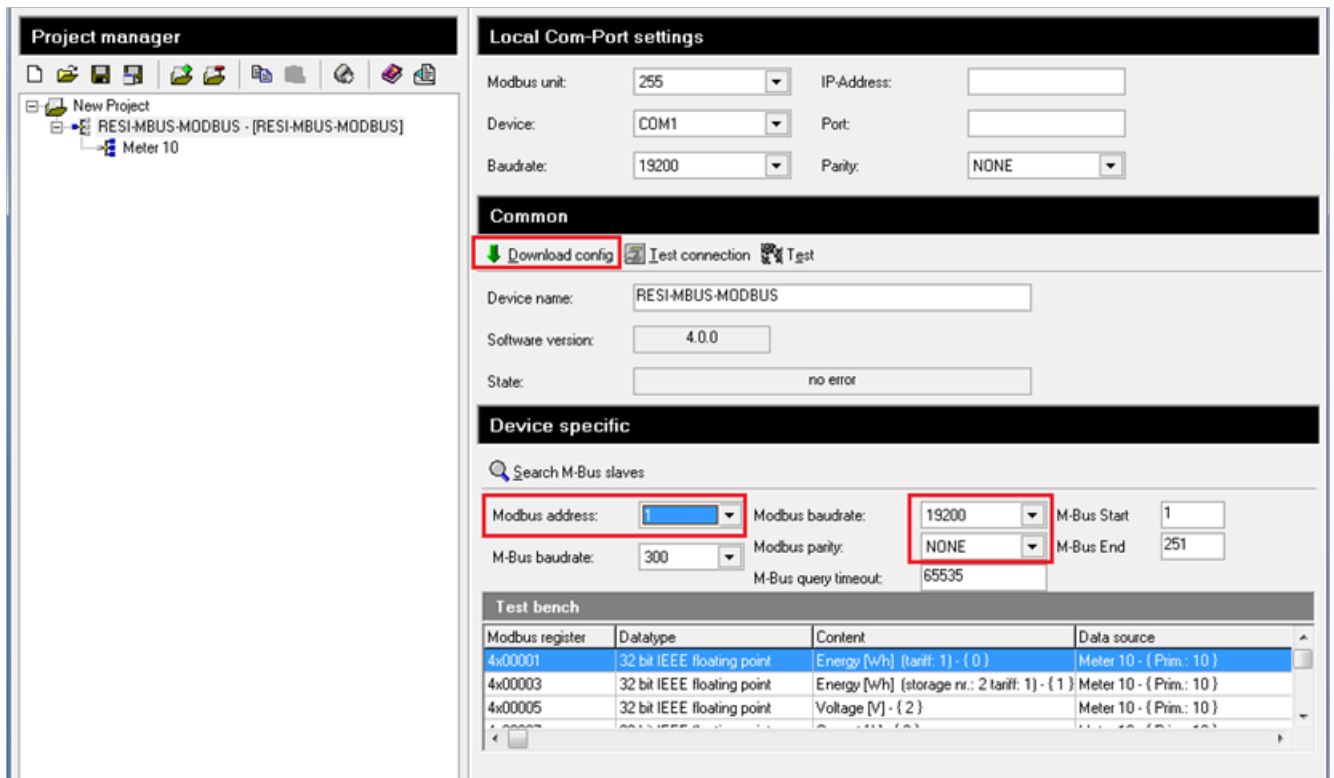 Project manager
New Project
RESI-MBUS-MODBUS - [RESI-MBUS-MODBUS]
Meter 10
Local Com-Port settings
Modbus unit: 255 IP-Address:
Device: COM1 Port:
Baudrate: 19200 Parity: NONE
Common
Download config Test connection Test
Device name: RESI-MBUS-MODBUS
Software version: 4.0.0
State: no error
Device specific
Search M-Bus slaves
Modbus address: 1 Modbus baudrate: 19200 M-Bus Start 1
M-Bus baudrate: 300 Modbus parity: NONE M-Bus End 251
M-Bus query timeout: 65535
Test bench
Modbus register Datatype Content Data source
4x00001 32 bit IEEE floating point Energy [Wh] (tariff: 1) - { 0 } Meter 10 - { Prim.: 10 }
4x00003 32 bit IEEE floating point Energy [Wh] (storage nr.: 2 tariff: 1) - { 1 } Meter 10 - { Prim.: 10 }
4x00005 32 bit IEEE floating point Voltage [V] - { 2 } Meter 10 - { Prim.: 10 }